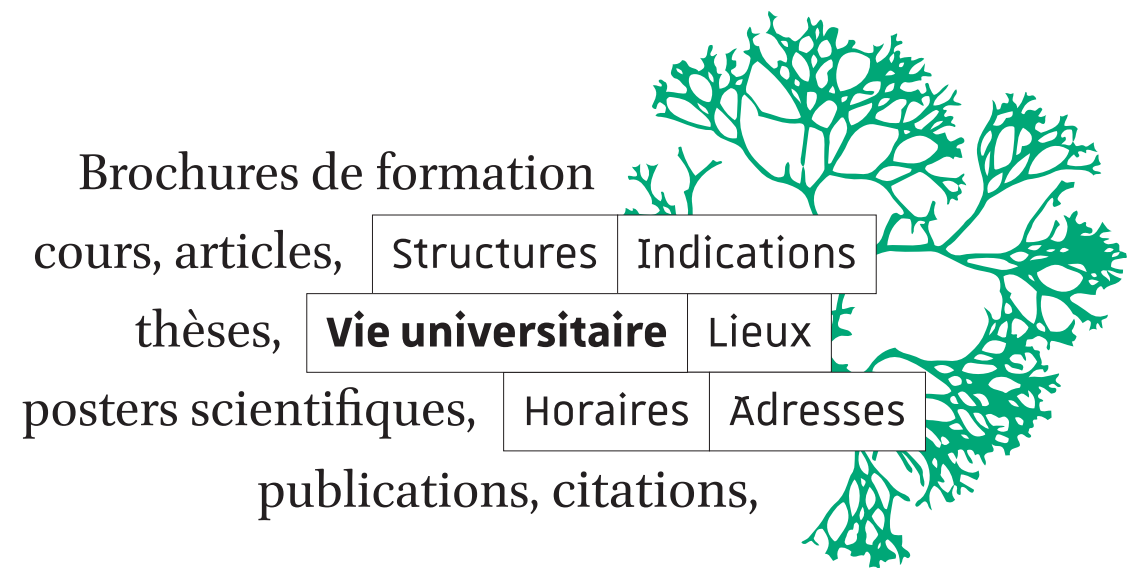 Brochures de formation
cours, articles, Structures Indications
thèses, Vie universitaire Lieux
posters scientifiques, Horaires Adresses
publications, citations,